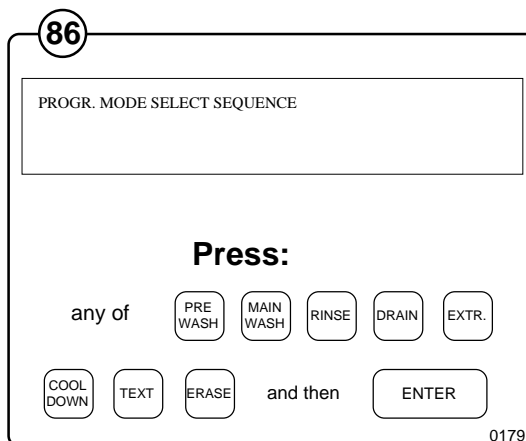 86
PROGR. MODE SELECT SEQUENCE
Press:
any of
PRE
WASH
MAIN
WASH
RINSE
DRAIN
EXTR.
COOL
DOWN
TEXT
ERASE
and then
ENTER
0179